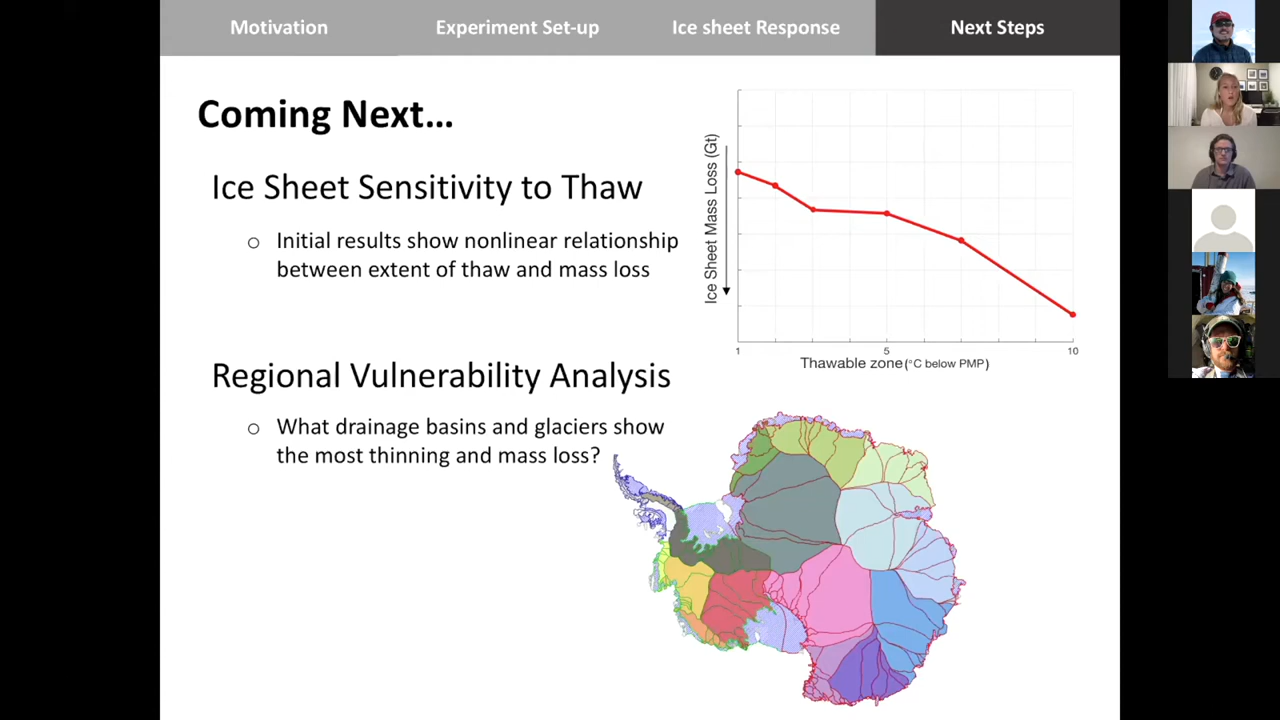 Motivation
Experiment Set-up
Ice sheet Response
Next Steps
Coming Next...
Ice Sheet Sensitivity to Thaw
○ Initial results show nonlinear relationship
between extent of thaw and mass loss
Regional Vulnerability Analysis
○ What drainage basins and glaciers show
the most thinning and mass loss?
Ice Sheet Mass Loss (Gt)
1
5
10
Thawable zone (°C below PMP)